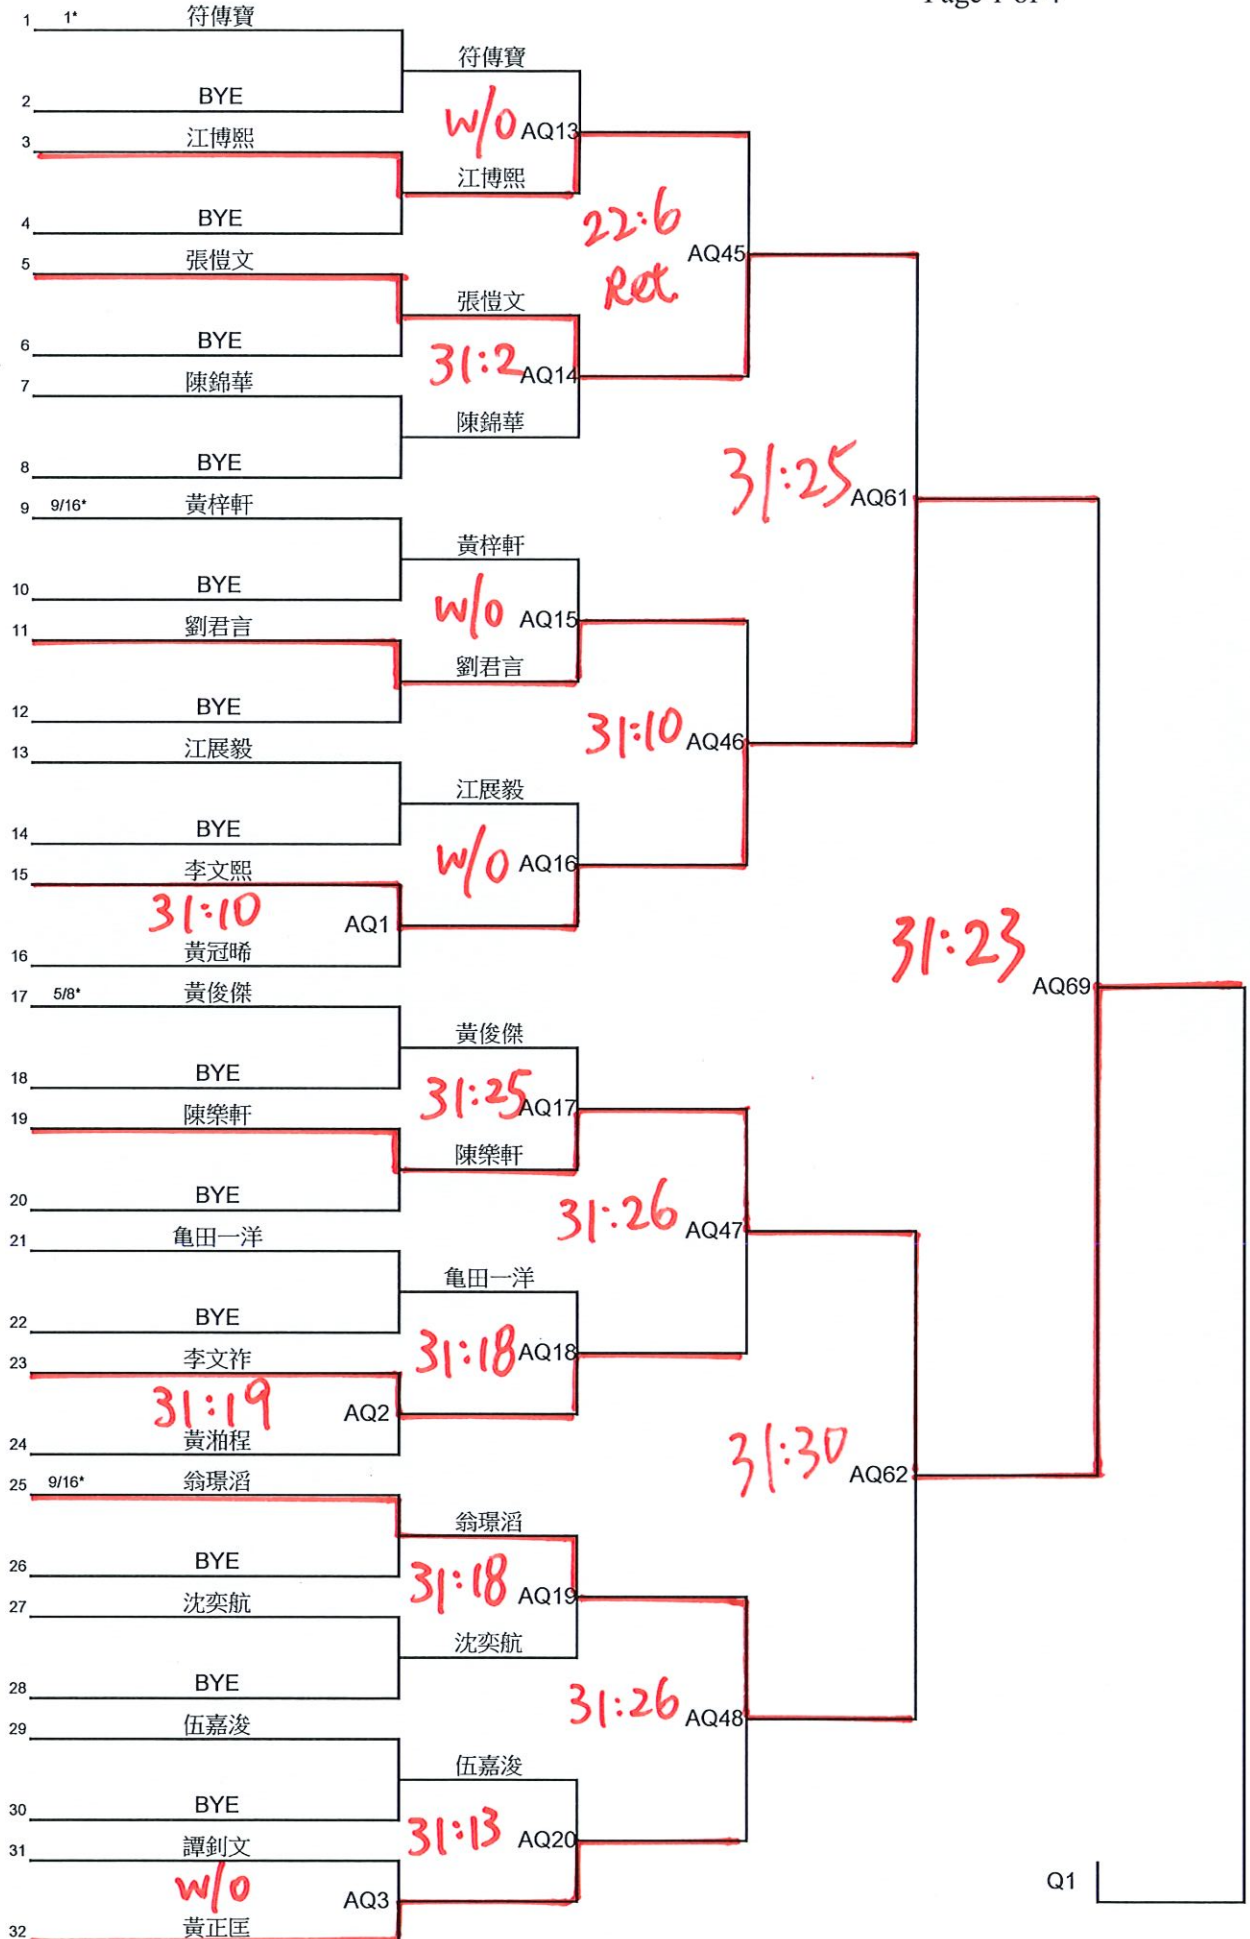 1 1* 符傳寶
符傳寶
2 BYE
W/O AQ13
3 江博熙
江博熙
4 BYE
22:6
Ret.
AQ45
5 張愷文
張愷文
6 BYE
31:2 AQ14
7 陳錦華
陳錦華
8 BYE
31:25 AQ61
9 9/16* 黃梓軒
黃梓軒
10 BYE
W/O AQ15
11 劉君言
劉君言
12 BYE
31:10 AQ46
13 江展毅
江展毅
14 BYE
W/O AQ16
15 李文熙
31:10 AQ1
16 黃冠晞
31:23 AQ69
17 5/8* 黃俊傑
黃俊傑
18 BYE
31:25 AQ17
19 陳樂軒
陳樂軒
20 BYE
31:26 AQ47
21 亀田一洋
亀田一洋
22 BYE
31:18 AQ18
23 李文祚
31:19 AQ2
24 黃湘程
31:30 AQ62
25 9/16* 翁璟滔
翁璟滔
26 BYE
31:18 AQ19
27 沈奕航
沈奕航
28 BYE
31:26 AQ48
29 伍嘉浚
伍嘉浚
30 BYE
31:13 AQ20
31 譚釗文
W/O AQ3
32 黃正匡
Q1